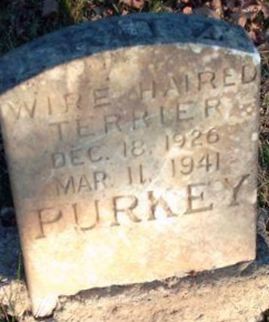 WIRE HAIRED
TERRIER
DEC. 18, 1926
MAR. 11, 1941
PURKEY